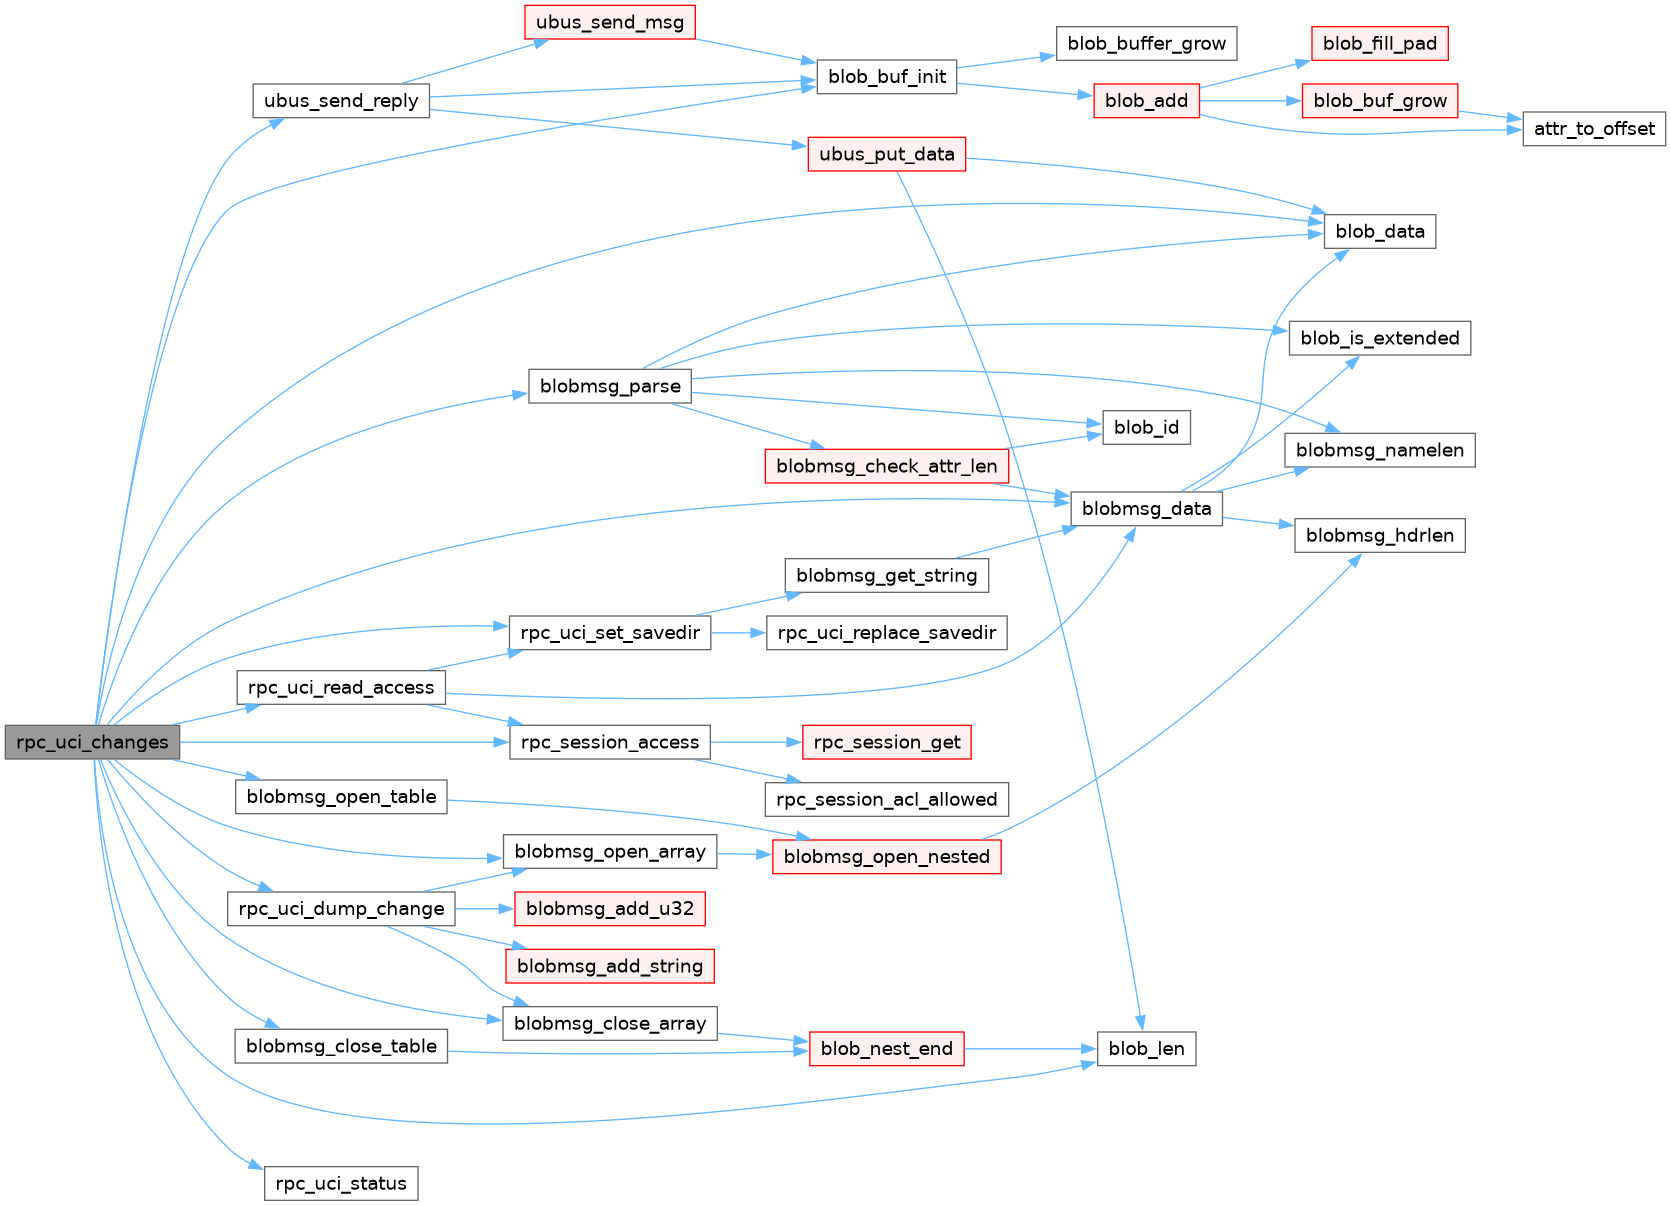 ubus_send_msg
blob_buffer_grow
blob_fill_pad
blob_buf_init
ubus_send_reply
blob_add
blob_buf_grow
attr_to_offset
ubus_put_data
blob_data
blob_is_extended
blobmsg_parse
blob_id
blobmsg_namelen
blobmsg_check_attr_len
blobmsg_data
blobmsg_hdrlen
blobmsg_get_string
rpc_uci_set_savedir
rpc_uci_replace_savedir
rpc_uci_read_access
rpc_uci_changes
rpc_session_access
rpc_session_get
blobmsg_open_table
rpc_session_acl_allowed
blobmsg_open_array
blobmsg_open_nested
rpc_uci_dump_change
blobmsg_add_u32
blobmsg_add_string
blobmsg_close_array
blobmsg_close_table
blob_nest_end
blob_len
rpc_uci_status